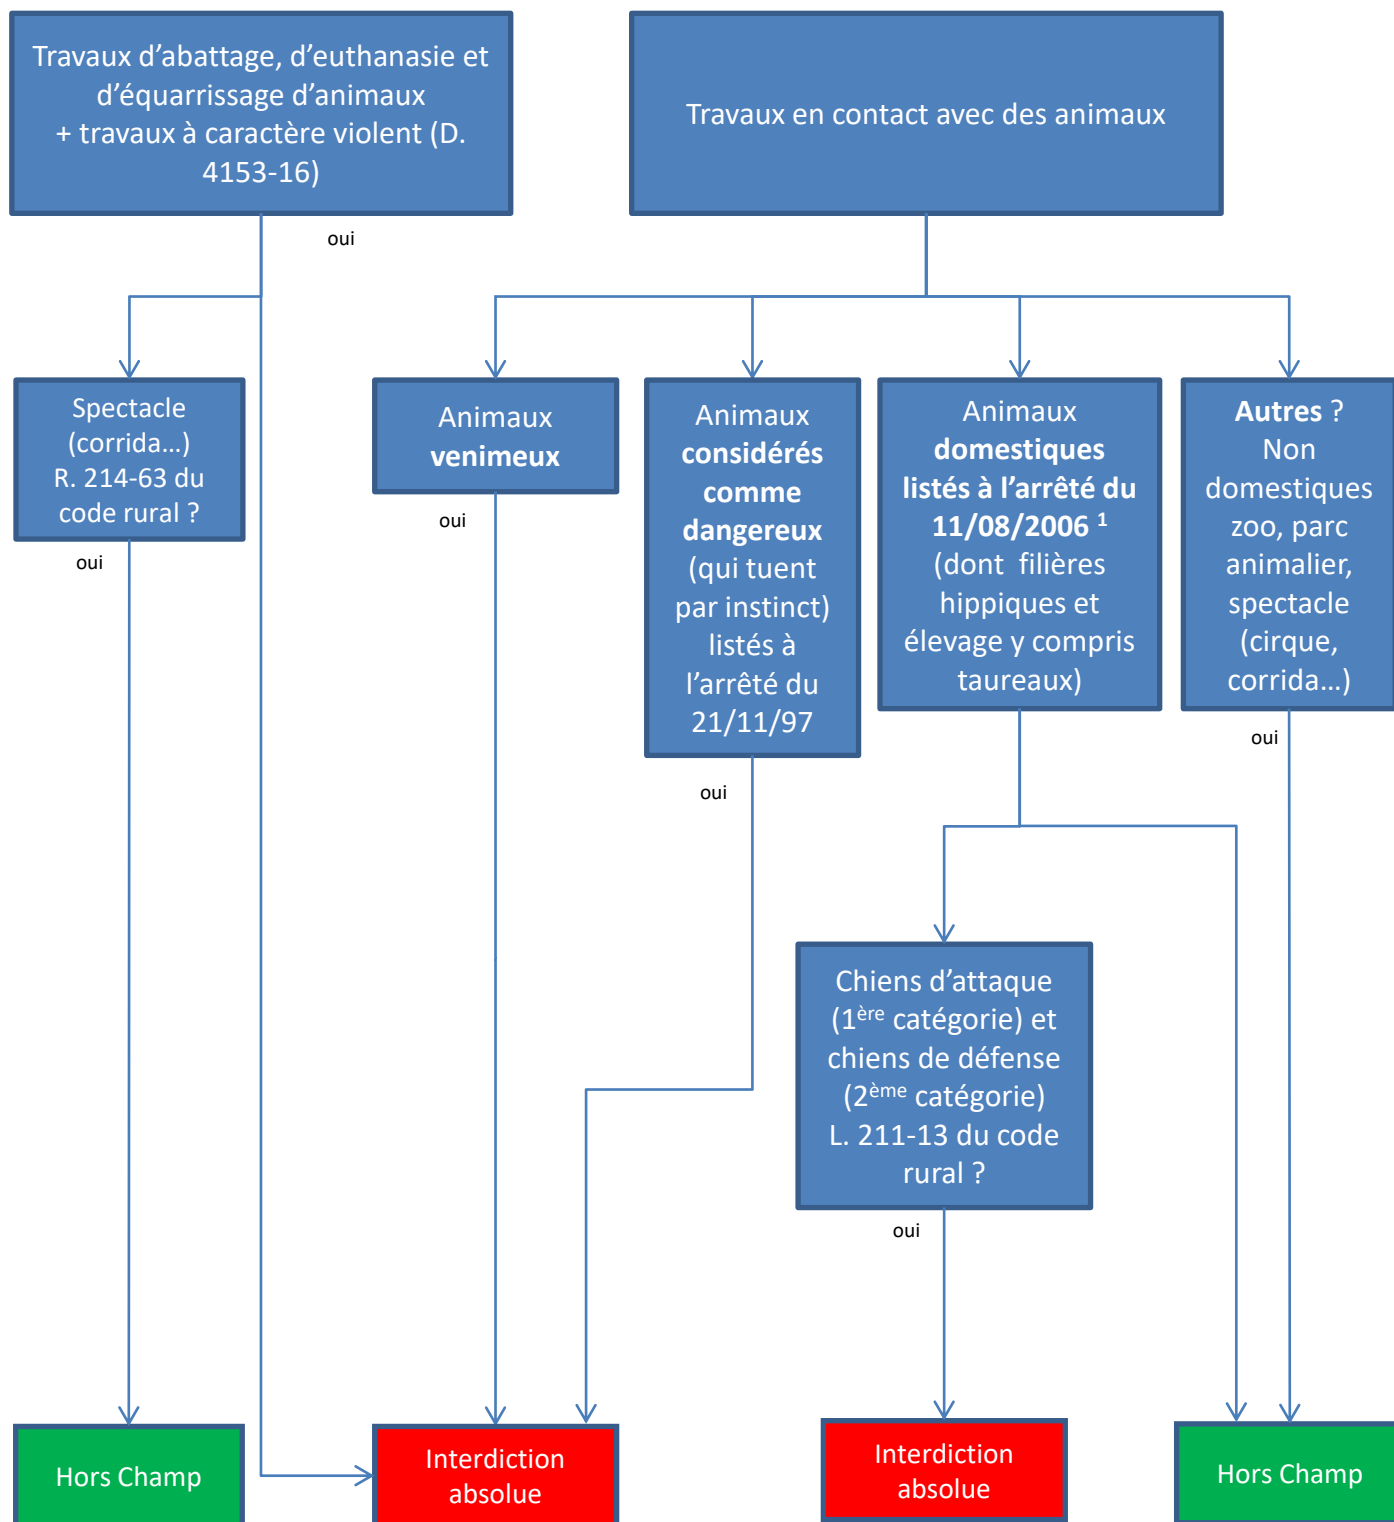 Travaux d’abattage, d’euthanasie et
d’équarrissage d’animaux
+ travaux à caractère violent (D.
4153-16)
Travaux en contact avec des animaux
oui
Spectacle
(corrida…)
R. 214-63 du
code rural ?
oui
Animaux
venimeux
oui
Animaux
considérés
comme
dangereux
(qui tuent
par instinct)
listés à
l’arrêté du
21/11/97
oui
Animaux
domestiques
listés à l’arrêté du
11/08/2006 ¹
(dont filières
hippiques et
élevage y compris
taureaux)
Autres ?
Non
domestiques
zoo, parc
animalier,
spectacle
(cirque,
corrida…)
oui
Chiens d’attaque
(1ère catégorie) et
chiens de défense
(2ème catégorie)
L. 211-13 du code
rural ?
oui
Hors Champ
Interdiction
absolue
Interdiction
absolue
Hors Champ